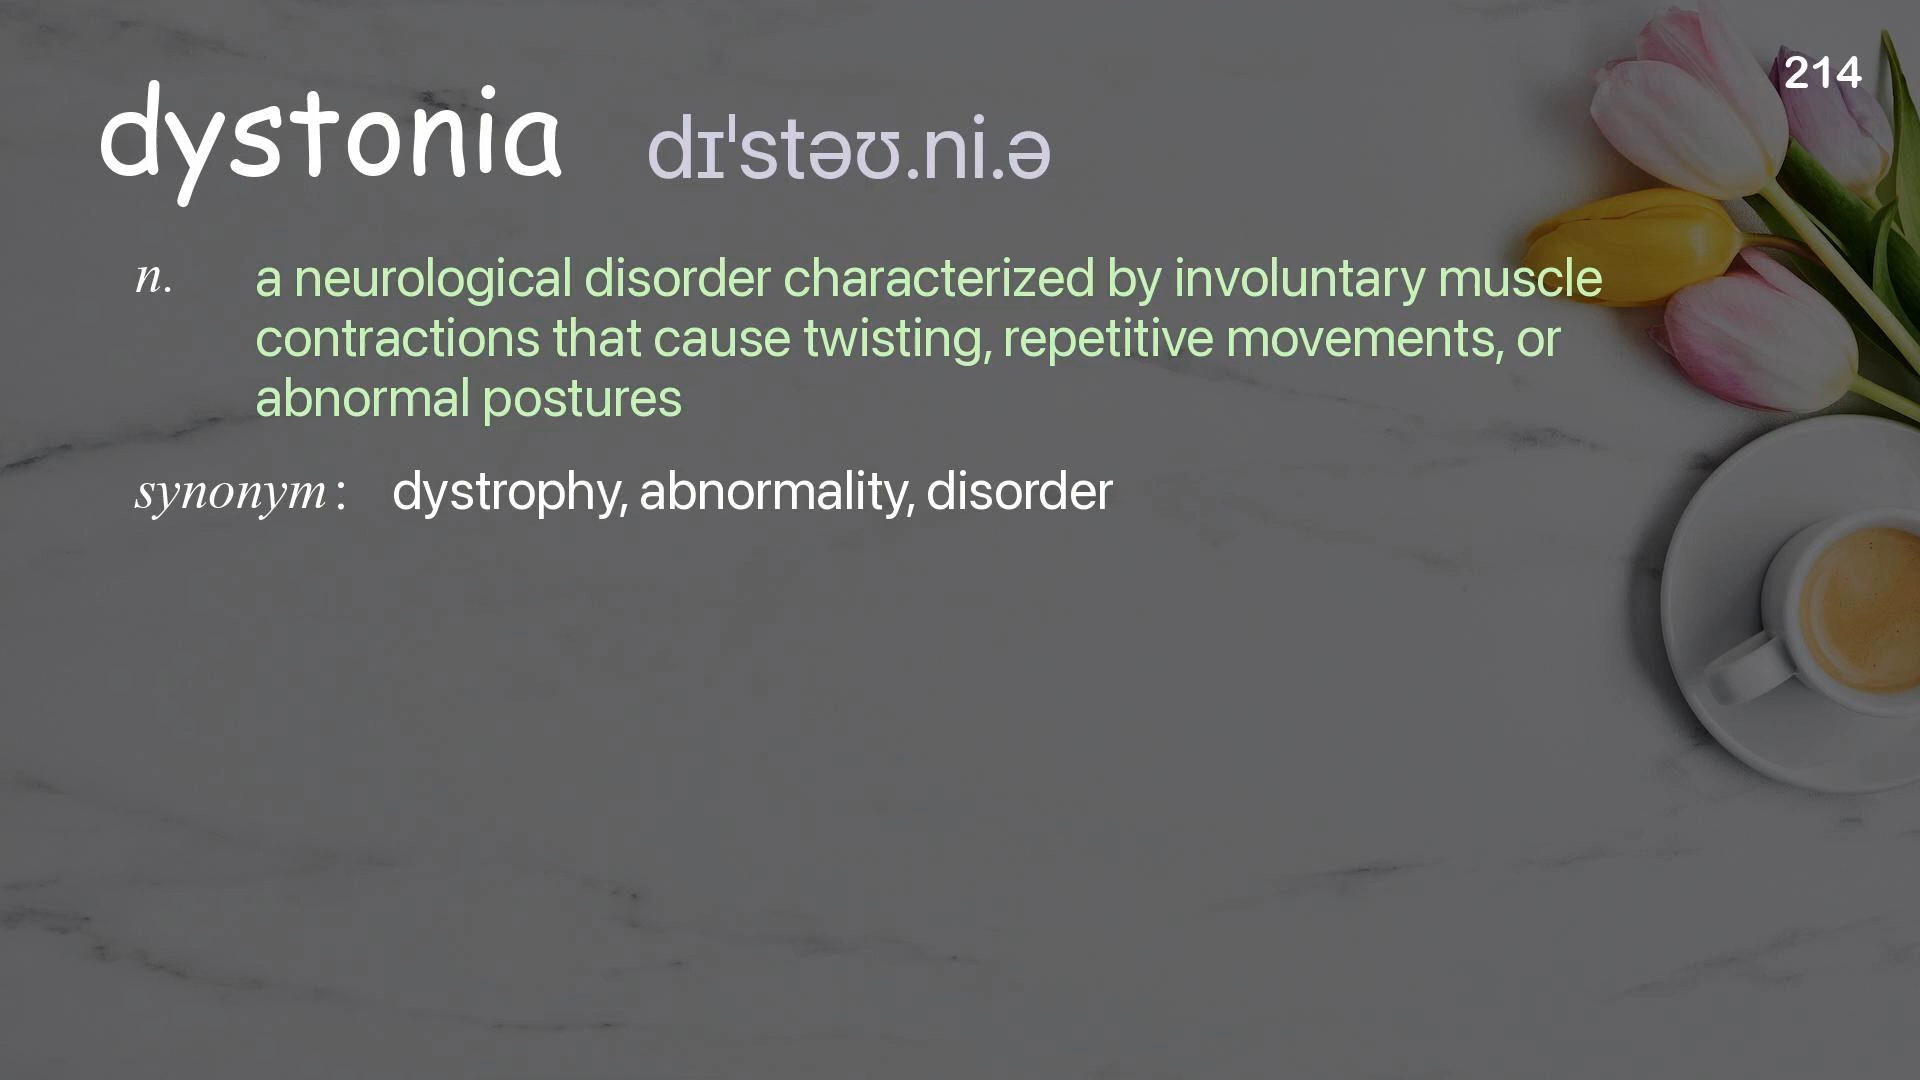 214
dystonia dɪˈstəʊ.ni.ə
n. a neurological disorder characterized by involuntary muscle
contractions that cause twisting, repetitive movements, or
abnormal postures
synonym : dystrophy, abnormality, disorder